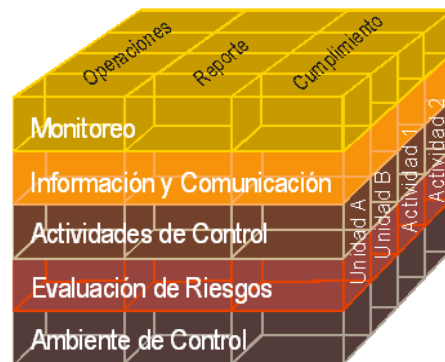 Operaciones
Reporte
Cumplimiento
Monitoreo
Información y Comunicación
Actividades de Control
Evaluación de Riesgos
Ambiente de Control
Unidad A
Unidad B
Actividad 1
Actividad 2